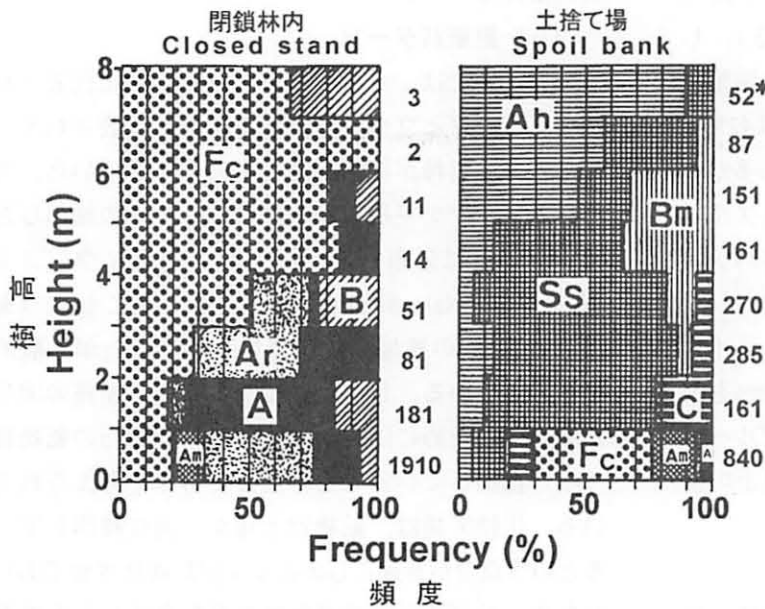 閉鎖林内
Closed stand
土捨て場
Spoil bank
樹高
Height (m)
8
6
4
2
0
Fc
B
Ar
A
Am
3
2
11
14
51
81
181
1910
Ah
Bm
Ss
C
Fc
Am
A
52*
87
151
161
270
285
161
840
0 50 100
0 50 100
Frequency (%)
頻度